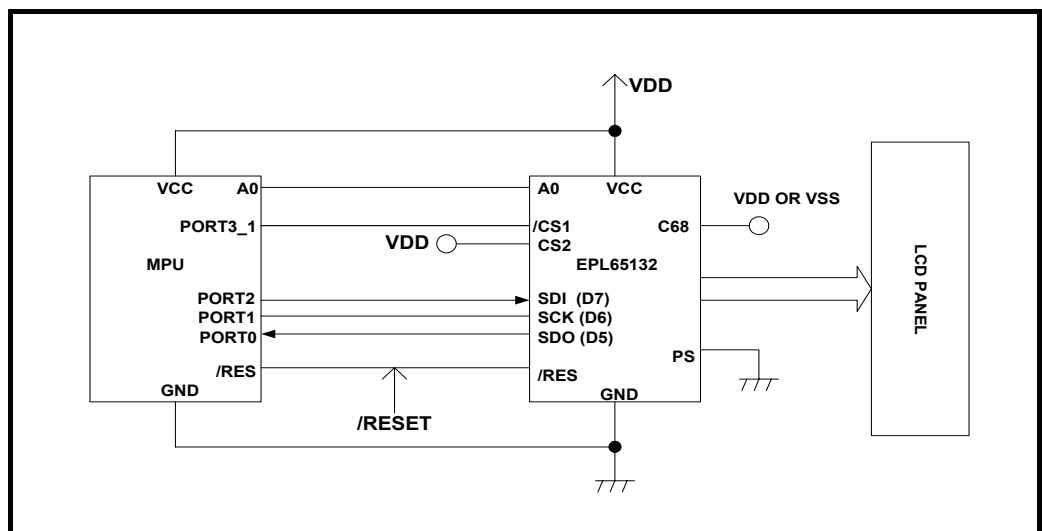 VDD
VCC A0
PORT3_1
MPU
PORT2
PORT1
PORT0
/RES
GND
/RESET
VDD
A0 VCC
/CS1
CS2
C68
EPL65132
SDI (D7)
SCK (D6)
SDO (D5)
PS
/RES
GND
VDD OR VSS
LCD PANEL